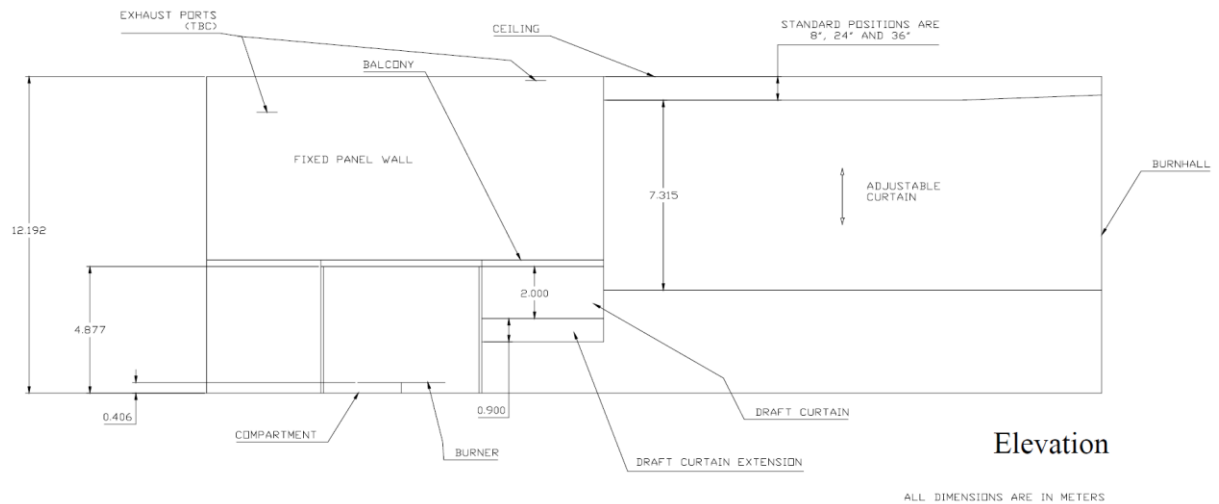 EXHAUST PORTS
(TBC)
CEILING
STANDARD POSITIONS ARE
8", 24" AND 36"
BALCONY
FIXED PANEL WALL
BURNHALL
ADJUSTABLE
CURTAIN
7.315
12.192
2.000
4.877
0.406
0.900
DRAFT CURTAIN
COMPARTMENT
BURNER
Elevation
DRAFT CURTAIN EXTENSION
ALL DIMENSIONS ARE IN METERS